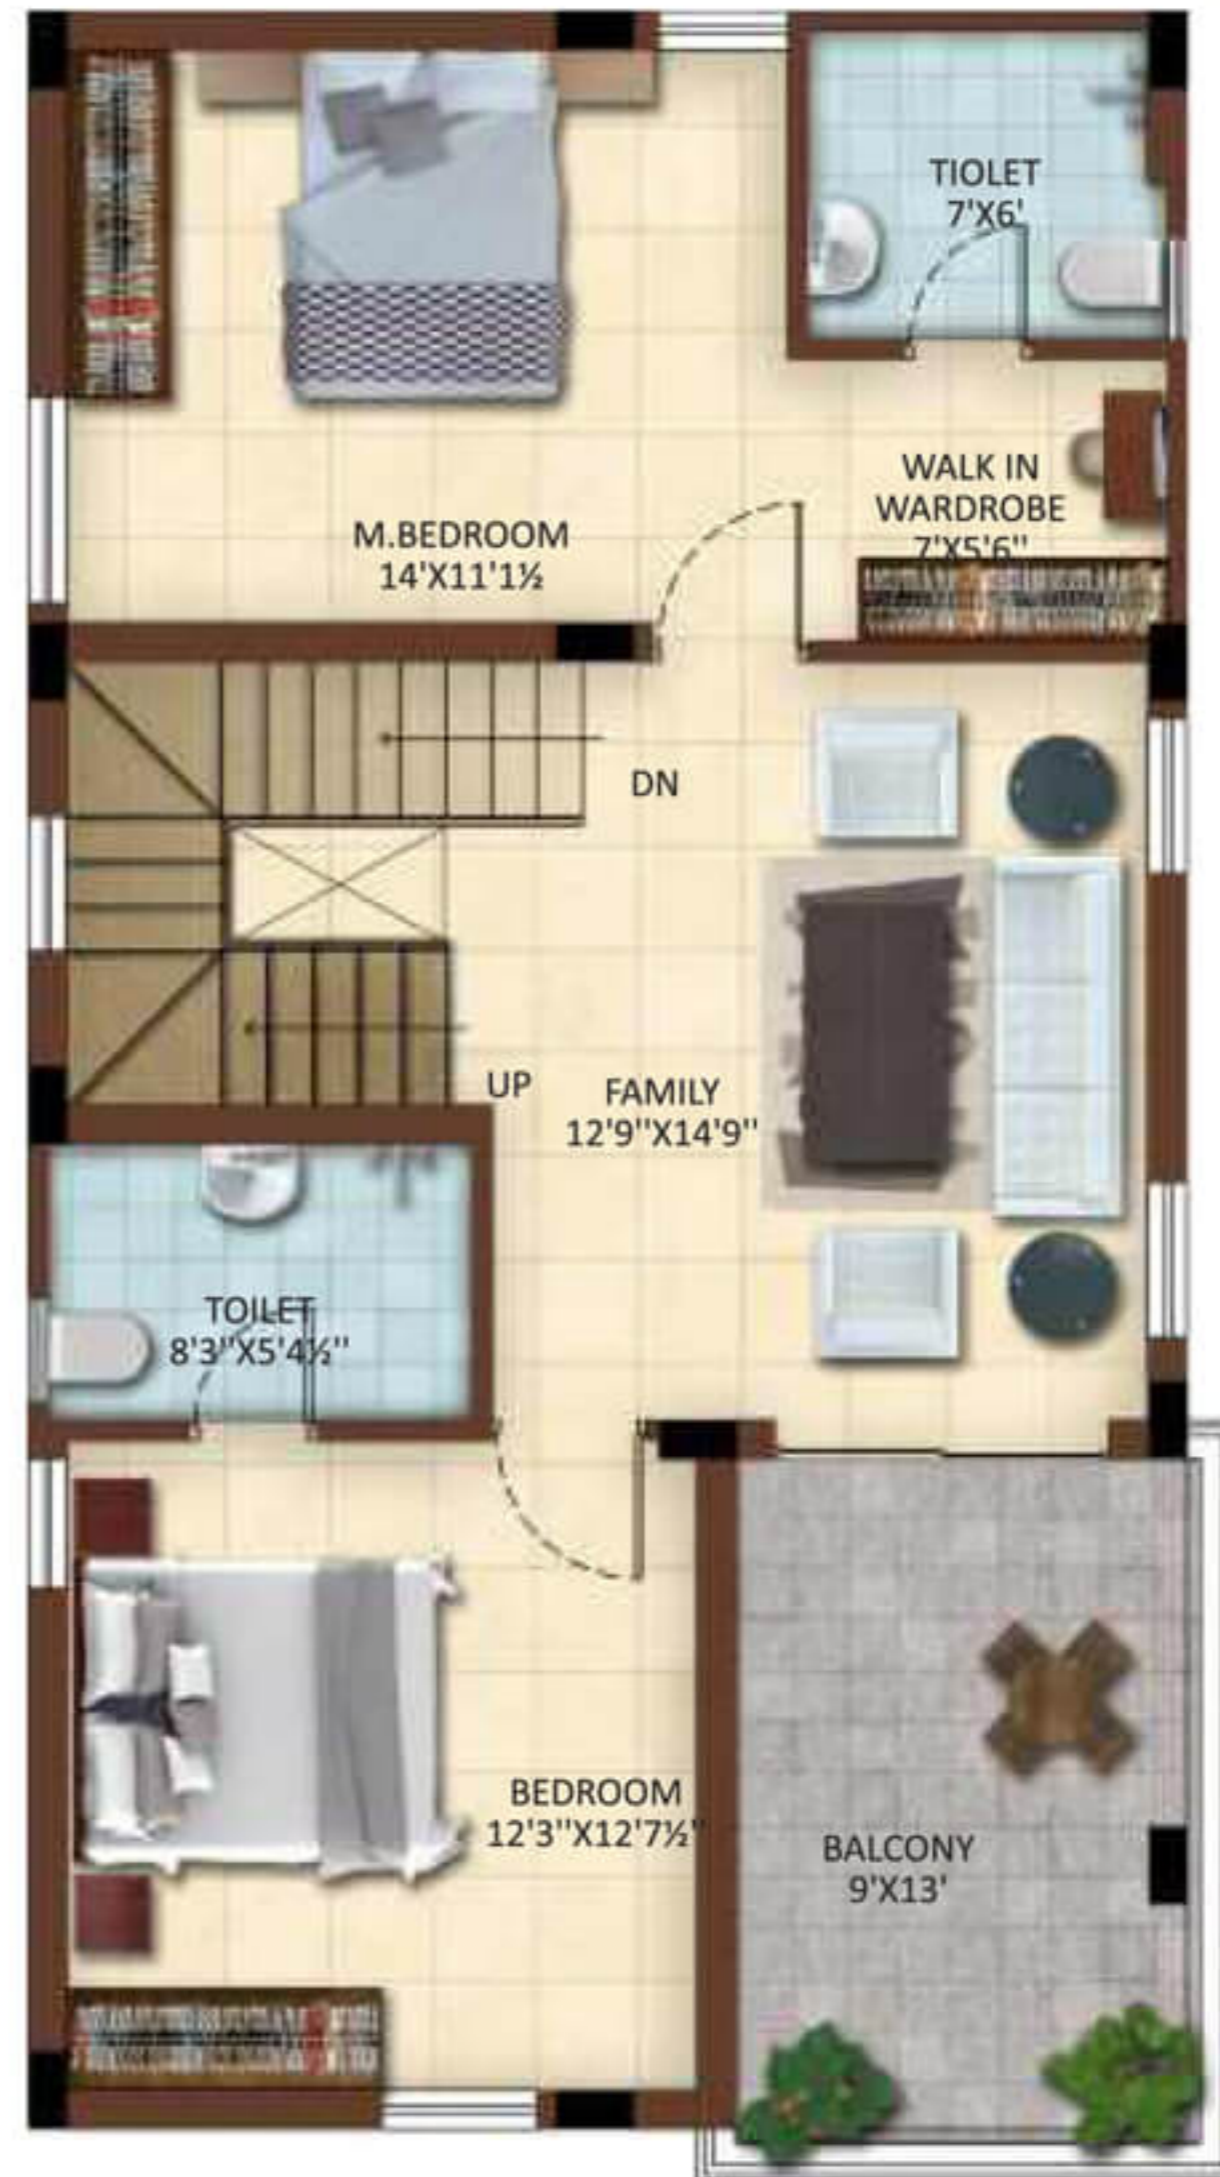 TIOLET
7'X6'
WALK IN
WARDROBE
7'X5'6''
M.BEDROOM
14'X11'1½
DN
UP
FAMILY
12'9''X14'9''
TOILET
8'3''X5'4½''
BEDROOM
12'3''X12'7½''
BALCONY
9'X13'